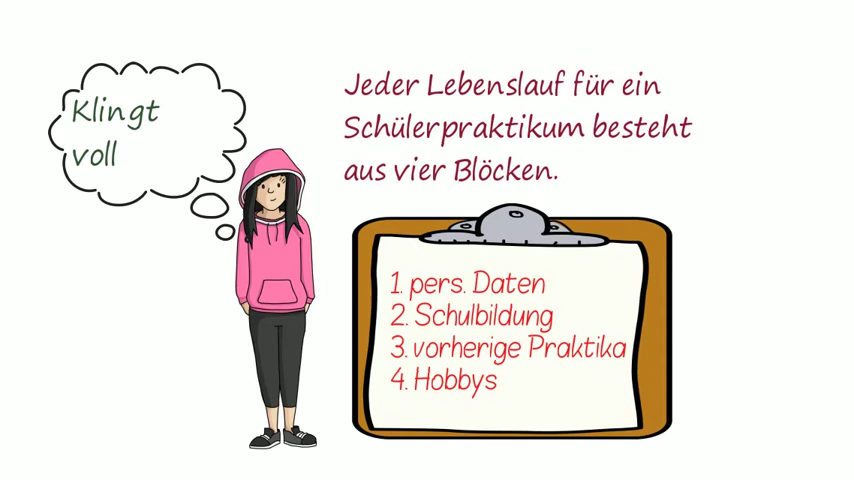 Klingt
voll
Jeder Lebenslauf für ein
Schülerpraktikum besteht
aus vier Blöcken.
1. pers. Daten
2. Schulbildung
3. vorherige Praktika
4. Hobbys